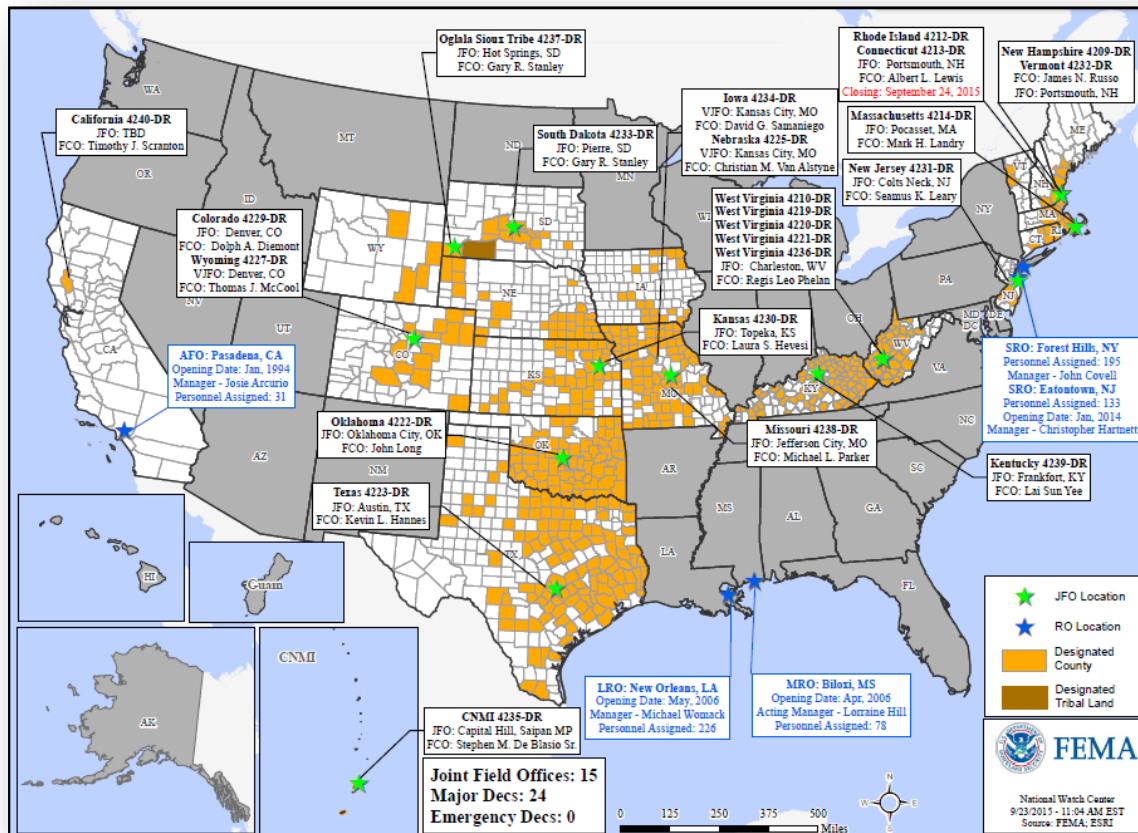 Oglala Sioux Tribe 4237-DR
JFO: Hot Springs, SD
FCO: Gary R. Stanley
Rhode Island 4212-DR
Connecticut 4213-DR
JFO: Portsmouth, NH
FCO: Albert L. Lewis
Closing: September 24, 2015
New Hampshire 4209-DR
Vermont 4232-DR
FCO: James N. Russo
JFO: Portsmouth, NH
California 4240-DR
JFO: TBD
FCO: Timothy J. Scranton
South Dakota 4233-DR
JFO: Pierre, SD
FCO: Gary R. Stanley
Iowa 4234-DR
VJFO: Kansas City, MO
FCO: David G. Samaniego
Nebraska 4225-DR
VJFO: Kansas City, MO
FCO: Christian M. Van Alstyne
Massachusetts 4214-DR
JFO: Pocasset, MA
FCO: Mark H. Landry
New Jersey 4231-DR
JFO: Colts Neck, NJ
FCO: Seamus K. Leary
Colorado 4229-DR
JFO: Denver, CO
FCO: Dolph A. Diemont
Wyoming 4227-DR
VJFO: Denver, CO
FCO: Thomas J. McCool
West Virginia 4210-DR
West Virginia 4219-DR
West Virginia 4220-DR
West Virginia 4221-DR
West Virginia 4236-DR
JFO: Charleston, WV
FCO: Regis Leo Phelan
Kansas 4230-DR
JFO: Topeka, KS
FCO: Laura S. Hevesi
AFO: Pasadena, CA
Opening Date: Jan, 1994
Manager - Josie Arcurio
Personnel Assigned: 31
SRO: Forest Hills, NY
Personnel Assigned: 195
Manager - John Covell
SRO: Eatontown, NJ
Personnel Assigned: 133
Opening Date: Jan, 2014
Manager - Christopher Hartnett
Oklahoma 4222-DR
JFO: Oklahoma City, OK
FCO: John Long
Missouri 4238-DR
JFO: Jefferson City, MO
FCO: Michael L. Parker
Kentucky 4239-DR
JFO: Frankfort, KY
FCO: Lai Sun Yee
Texas 4223-DR
JFO: Austin, TX
FCO: Kevin L. Hannes
LRO: New Orleans, LA
Opening Date: May, 2006
Manager - Michael Womack
Personnel Assigned: 226
MRO: Biloxi, MS
Opening Date: Apr, 2006
Acting Manager - Lorraine Hill
Personnel Assigned: 78
CNMI 4235-DR
JFO: Capital Hill, Saipan MP
FCO: Stephen M. De Blasio Sr.
Joint Field Offices: 15
Major Decs: 24
Emergency Decs: 0
WA
MT
ND
MN
ME
OR
ID
WY
SD
WI
VT
NH
NY
MA
CT
RI
NV
UT
CO
NE
IA
OH
PA
NJ
MD
DE
DC
CA
KS
MO
KY
WV
VA
AZ
NM
OK
AR
NC
SC
TX
LA
MS
AL
GA
FL
HI
Guam
AK
CNMI
JFO Location
RO Location
Designated
County
Designated
Tribal Land
FEMA
National Watch Center
9/23/2015 - 11:04 AM EST
Source: FEMA; ESRI
N
W
E
S
0
125
250
500
Miles